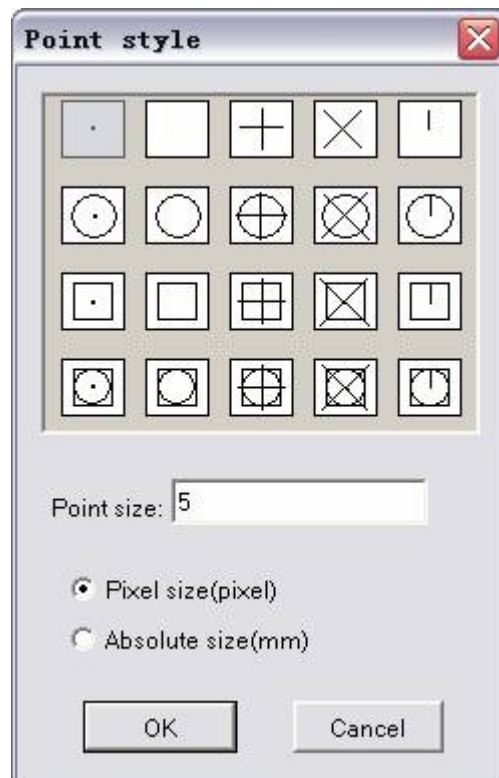 Point style
Point size: 5
Pixel size(pixel)
Absolute size(mm)
OK Cancel